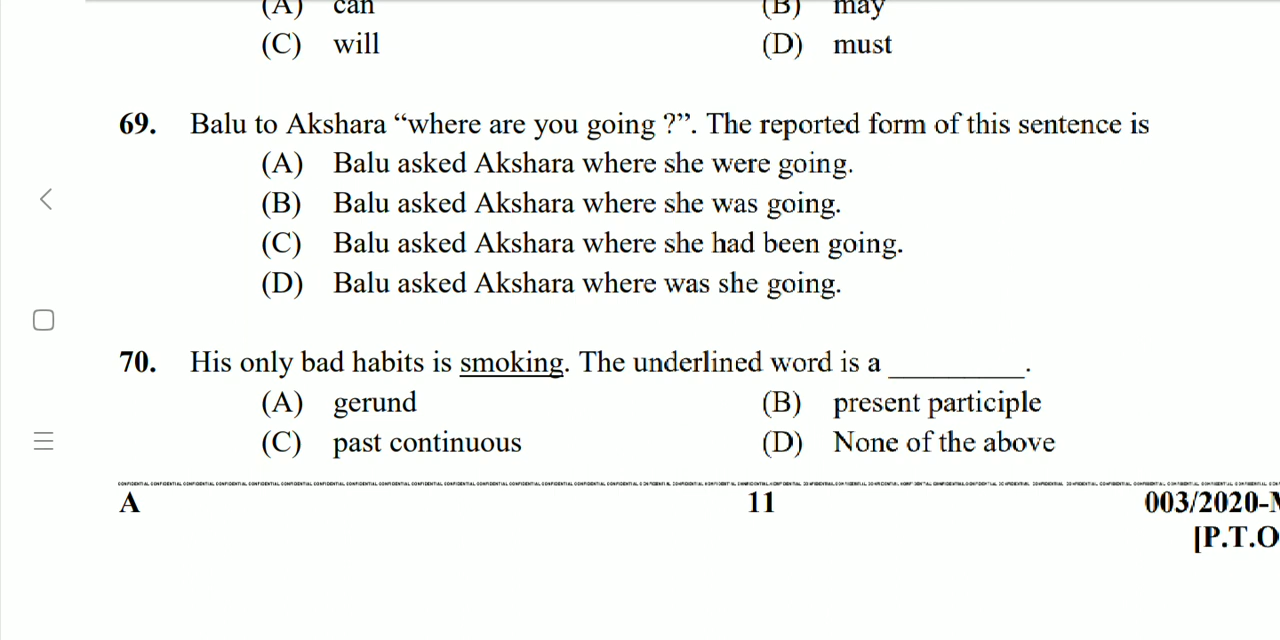 (A) can (B) may
(C) will (D) must
69. Balu to Akshara “where are you going ?”. The reported form of this sentence is
(A) Balu asked Akshara where she were going.
(B) Balu asked Akshara where she was going.
(C) Balu asked Akshara where she had been going.
(D) Balu asked Akshara where was she going.
70. His only bad habits is smoking. The underlined word is a _________.
(A) gerund (B) present participle
(C) past continuous (D) None of the above
A 11 003/2020-
[P.T.O